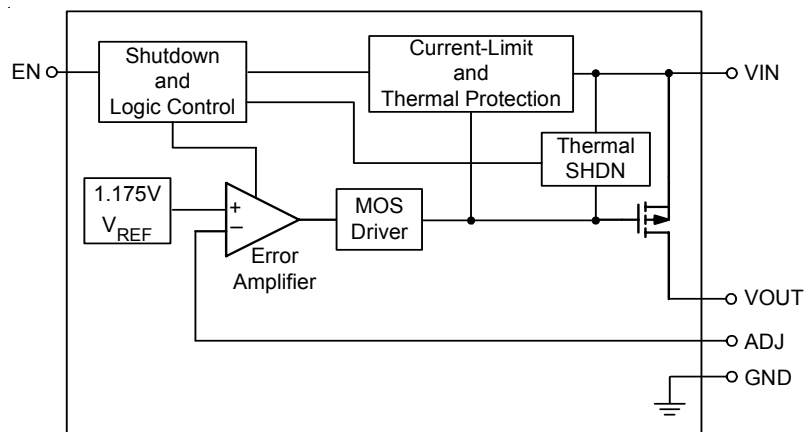 EN
Shutdown
and
Logic Control
Current-Limit
and
Thermal Protection
VIN
Thermal
SHDN
1.175V
VREF
+
−
MOS
Driver
Error
Amplifier
VOUT
ADJ
GND